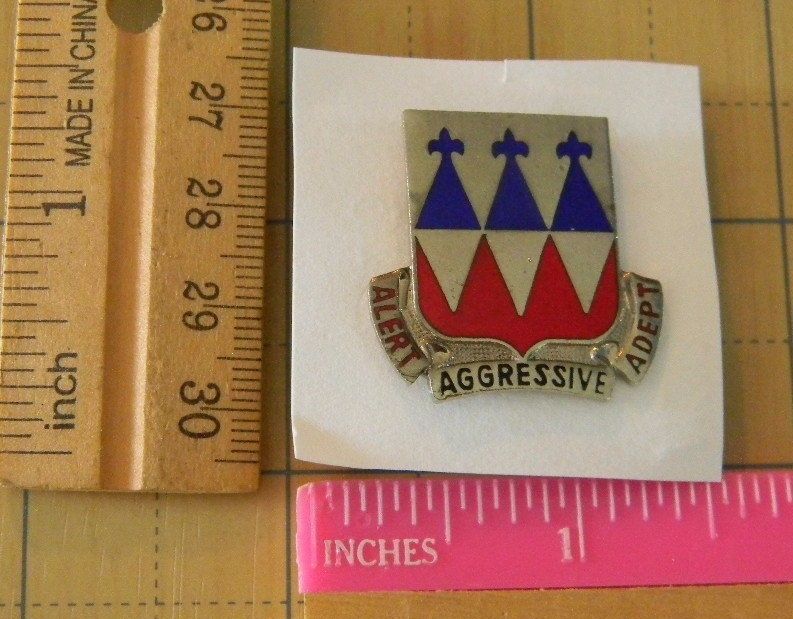 MADE IN CHINA
1
inch
26
27
28
29
30
ALERT
AGGRESSIVE
ADEPT
INCHES
1